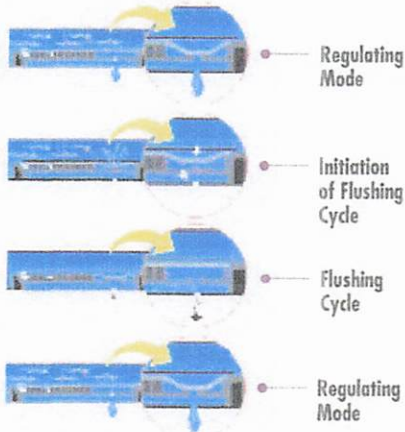 Regulating
Mode
Initiation
of Flushing
Cycle
Flushing
Cycle
Regulating
Mode